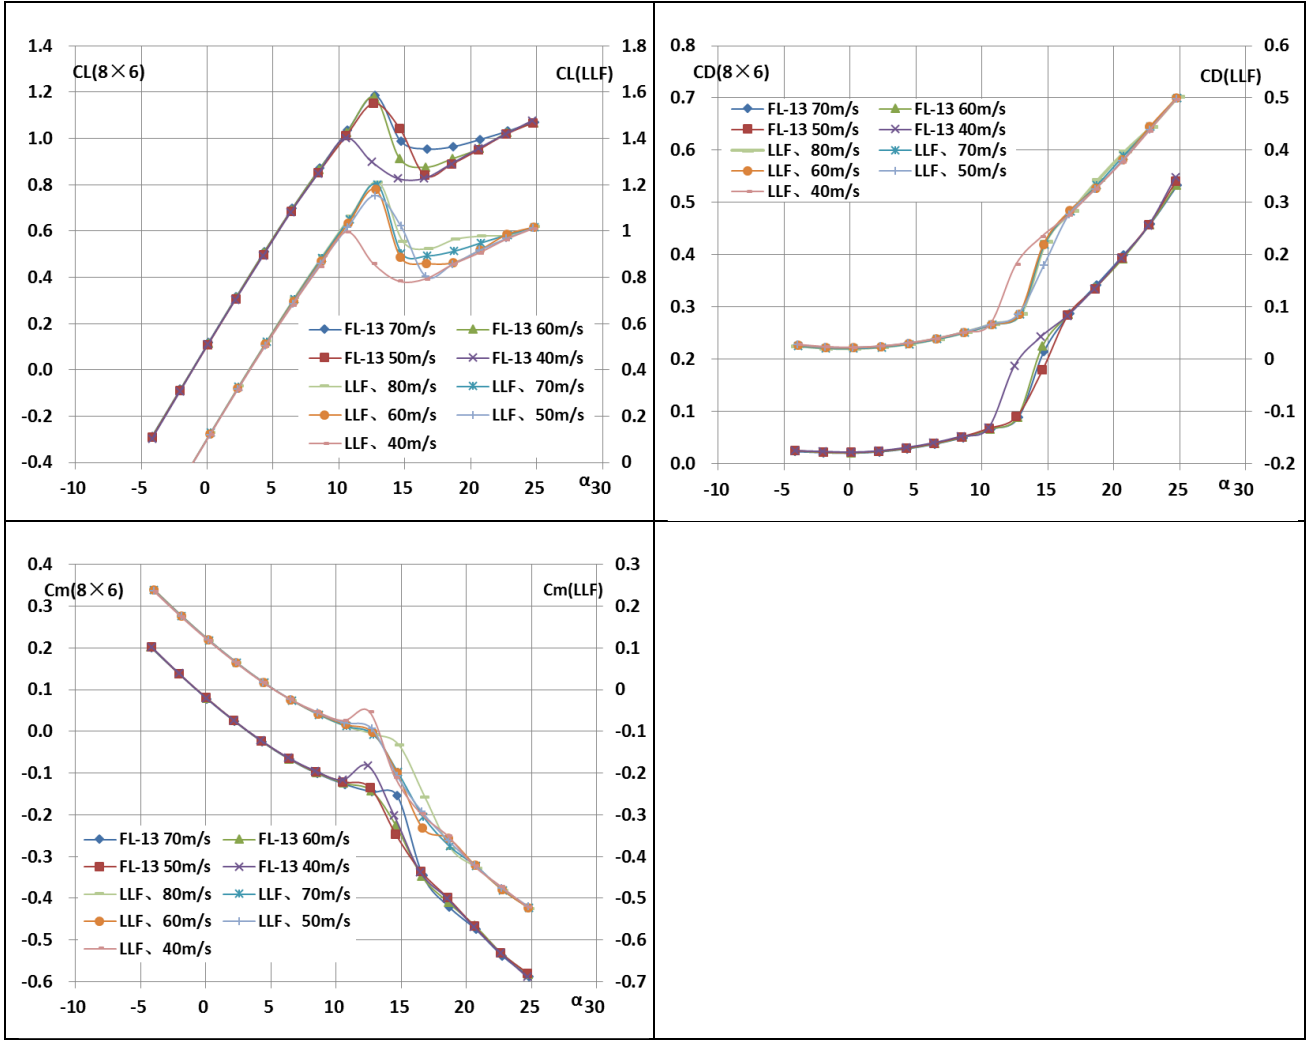 1.4 1.8
CL(8×6) CL(LLF)
1.2 1.6
1.0 1.4
0.8 1.2
0.6 1
0.4 0.8
FL-13 70m/s FL-13 60m/s
0.2 0.6
FL-13 50m/s FL-13 40m/s
0.0 0.4
LLF、80m/s LLF、70m/s
-0.2 LLF、60m/s LLF、50m/s 0.2
LLF、40m/s
-0.4 0
-10 -5 0 5 10 15 20 25 α 30
0.8 0.6
CD(8×6) CD(LLF)
0.7 0.5
FL-13 70m/s FL-13 60m/s
FL-13 50m/s FL-13 40m/s
0.6 LLF、80m/s LLF、70m/s 0.4
LLF、60m/s LLF、50m/s
LLF、40m/s
0.5 0.3
0.4 0.2
0.3 0.1
0.2 0
0.1 -0.1
0.0 -0.2
-10 -5 0 5 10 15 20 25 α 30
0.4 0.3
Cm(8×6) Cm(LLF)
0.3 0.2
0.2 0.1
0.1 0
0.0 -0.1
-0.1 -0.2
-0.2 -0.3
FL-13 70m/s FL-13 60m/s
-0.3 FL-13 50m/s FL-13 40m/s -0.4
LLF、80m/s LLF、70m/s
-0.4 -0.5
LLF、60m/s LLF、50m/s
-0.5 LLF、40m/s -0.6
-0.6 -0.7
-10 -5 0 5 10 15 20 25 α 30